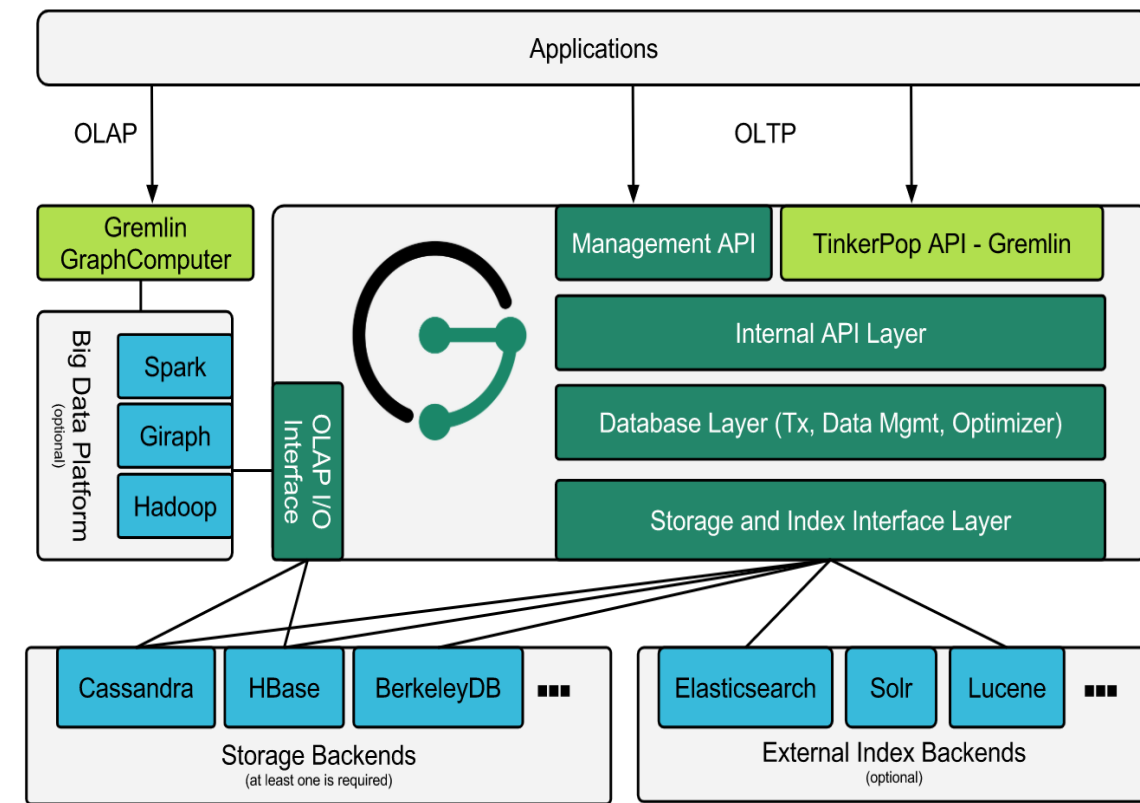 Applications
OLAP
OLTP
Gremlin
GraphComputer
Management API
TinkerPop API - Gremlin
Big Data Platform
(optional)
Spark
Giraph
Hadoop
OLAP I/O
Interface
Internal API Layer
Database Layer (Tx, Data Mgmt, Optimizer)
Storage and Index Interface Layer
Cassandra
HBase
BerkeleyDB
Storage Backends
(at least one is required)
Elasticsearch
Solr
Lucene
External Index Backends
(optional)